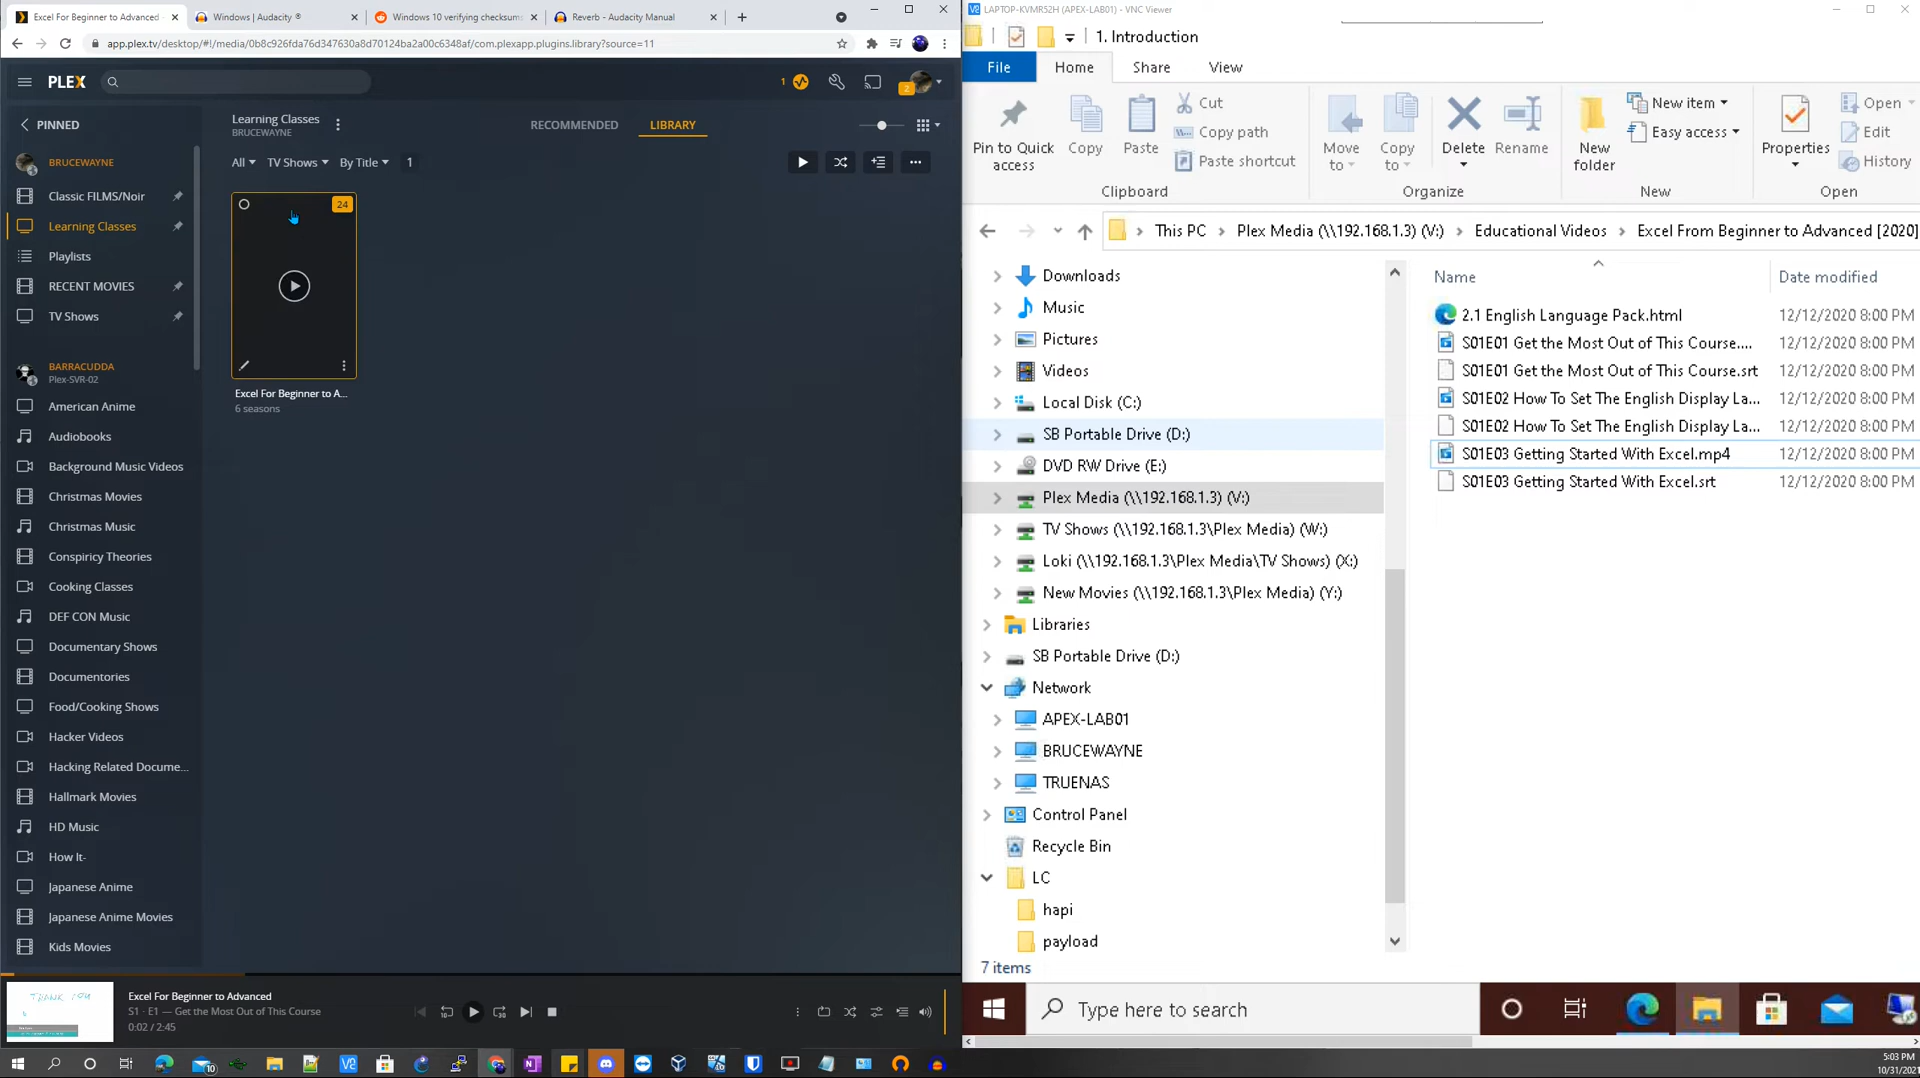 Excel For Beginner to Advanced
Windows | Audacity ®
Windows 10 verifying checksums
Reverb - Audacity Manual
app.plex.tv/desktop/#!/media/0b8c926fda76d347630a8d70124ba2a00c6348af/com.plexapp.plugins.library?source=11
PLEX
1
2
PINNED
Learning Classes
BRUCEWAYNE
RECOMMENDED
LIBRARY
All
TV Shows
By Title
1
BRUCEWAYNE
Classic FILMS/Noir
Learning Classes
Playlists
RECENT MOVIES
TV Shows
24
Excel For Beginner to A...
6 seasons
BARRACUDDA
Plex-SVR-02
American Anime
Audiobooks
Background Music Videos
Christmas Movies
Christmas Music
Conspiricy Theories
Cooking Classes
DEF CON Music
Documentary Shows
Documentories
Food/Cooking Shows
Hacker Videos
Hacking Related Docume...
Hallmark Movies
HD Music
How It-
Japanese Anime
Japanese Anime Movies
Kids Movies
THANK YOU
Excel For Beginner to Advanced
S1 · E1 — Get the Most Out of This Course
0:02 / 2:45
10
LAPTOP-KVMR52H (APEX-LAB01) - VNC Viewer
1. Introduction
File
Home
Share
View
Pin to Quick access
Copy
Paste
Cut
Copy path
Paste shortcut
Move to
Copy to
Delete
Rename
New folder
New item
Easy access
Properties
Open
Edit
History
Clipboard
Organize
New
Open
This PC
Plex Media (\\192.168.1.3) (V:)
Educational Videos
Excel From Beginner to Advanced [2020]
Downloads
Music
Pictures
Videos
Local Disk (C:)
SB Portable Drive (D:)
DVD RW Drive (E:)
Plex Media (\\192.168.1.3) (V:)
TV Shows (\\192.168.1.3\Plex Media) (W:)
Loki (\\192.168.1.3\Plex Media\TV Shows) (X:)
New Movies (\\192.168.1.3\Plex Media) (Y:)
Libraries
SB Portable Drive (D:)
Network
APEX-LAB01
BRUCEWAYNE
TRUENAS
Control Panel
Recycle Bin
LC
hapi
payload
Name
Date modified
2.1 English Language Pack.html 12/12/2020 8:00 PM
S01E01 Get the Most Out of This Course.... 12/12/2020 8:00 PM
S01E01 Get the Most Out of This Course.srt 12/12/2020 8:00 PM
S01E02 How To Set The English Display La... 12/12/2020 8:00 PM
S01E02 How To Set The English Display La... 12/12/2020 8:00 PM
S01E03 Getting Started With Excel.mp4 12/12/2020 8:00 PM
S01E03 Getting Started With Excel.srt 12/12/2020 8:00 PM
7 items
Type here to search
5:03 PM
10/31/2021